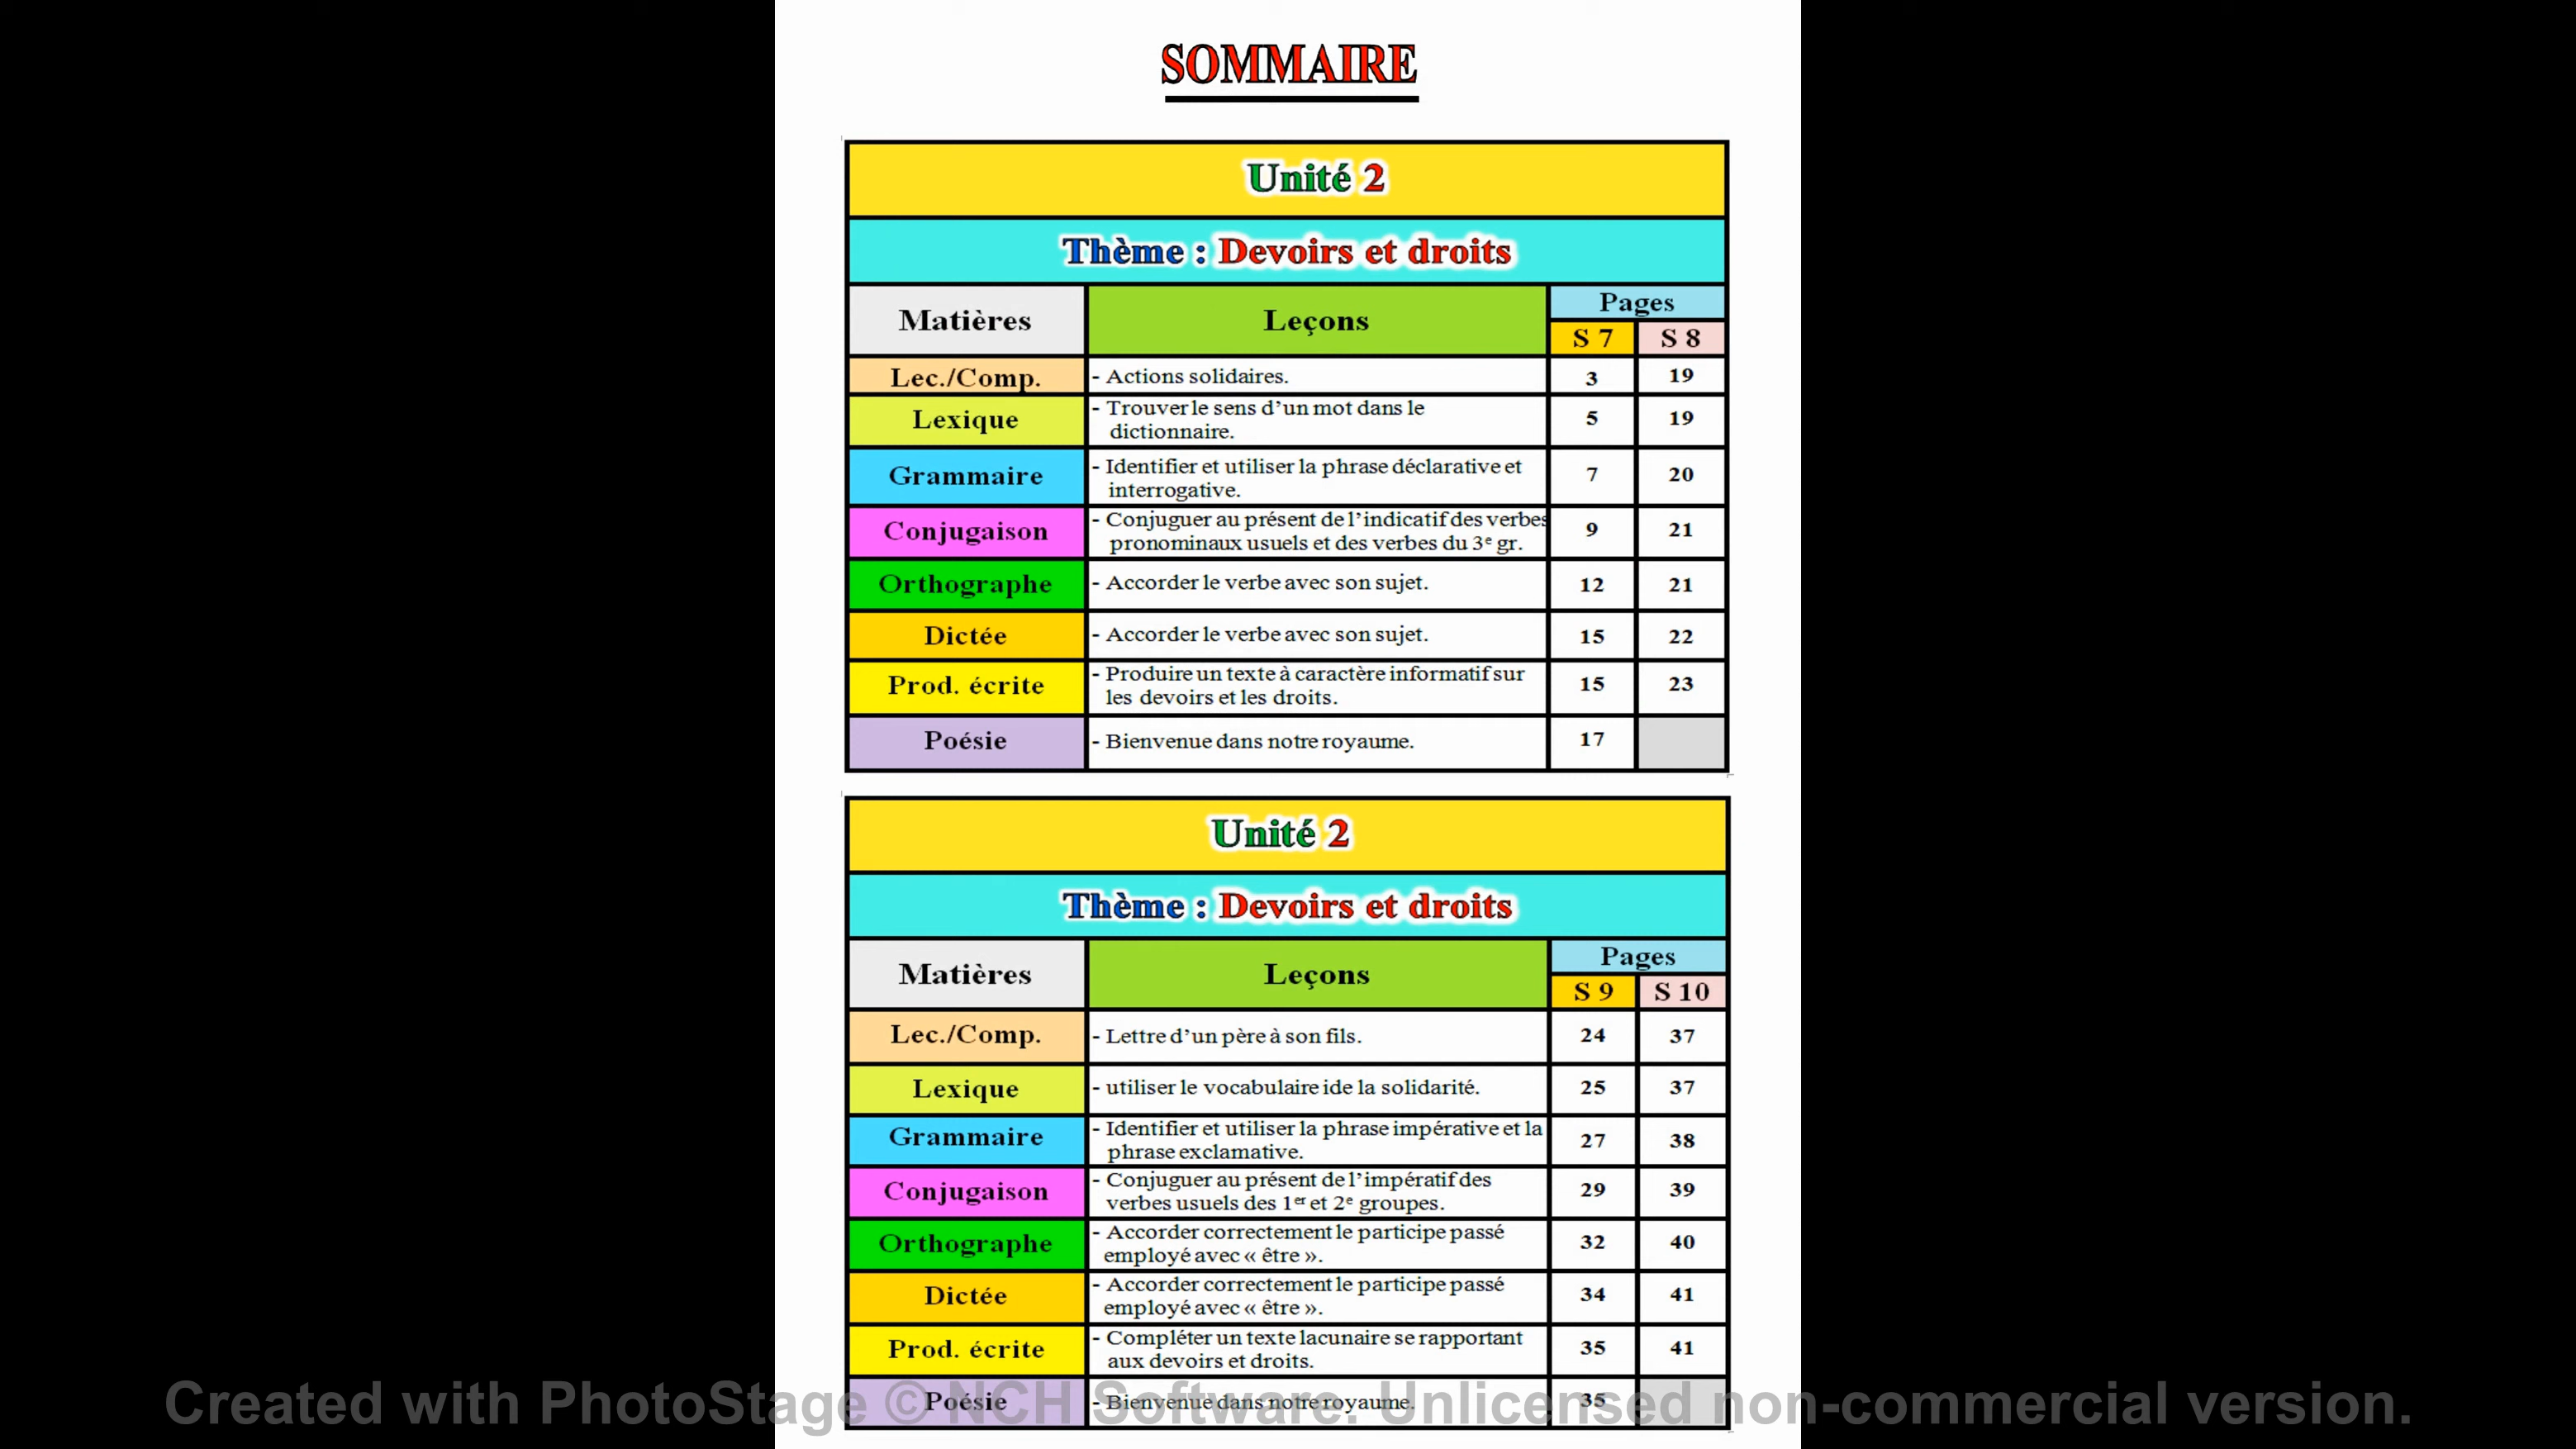 SOMMAIRE
Unité 2
Thème : Devoirs et droits
Matières
Leçons
Pages
S 7
S 8
Lec./Comp.
- Actions solidaires.
3
19
Lexique
- Trouver le sens d’un mot dans le
dictionnaire.
5
19
Grammaire
- Identifier et utiliser la phrase déclarative et
interrogative.
7
20
Conjugaison
- Conjuguer au présent de l’indicatif des verbes
pronominaux usuels et des verbes du 3e gr.
9
21
Orthographe
- Accorder le verbe avec son sujet.
12
21
Dictée
- Accorder le verbe avec son sujet.
15
22
Prod. écrite
- Produire un texte à caractère informatif sur
les devoirs et les droits.
15
23
Poésie
- Bienvenue dans notre royaume.
17
Unité 2
Thème : Devoirs et droits
Matières
Leçons
Pages
S 9
S 10
Lec./Comp.
- Lettre d’un père à son fils.
24
37
Lexique
- utiliser le vocabulaire ide la solidarité.
25
37
Grammaire
- Identifier et utiliser la phrase impérative et la
phrase exclamative.
27
38
Conjugaison
- Conjuguer au présent de l’impératif des
verbes usuels des 1er et 2e groupes.
29
39
Orthographe
- Accorder correctement le participe passé
employé avec « être ».
32
40
Dictée
- Accorder correctement le participe passé
employé avec « être ».
34
41
Prod. écrite
- Compléter un texte lacunaire se rapportant
aux devoirs et droits.
35
41
Poésie
- Bienvenue dans notre royaume.
35
Created with PhotoStage © NCH Software. Unlicensed non-commercial version.